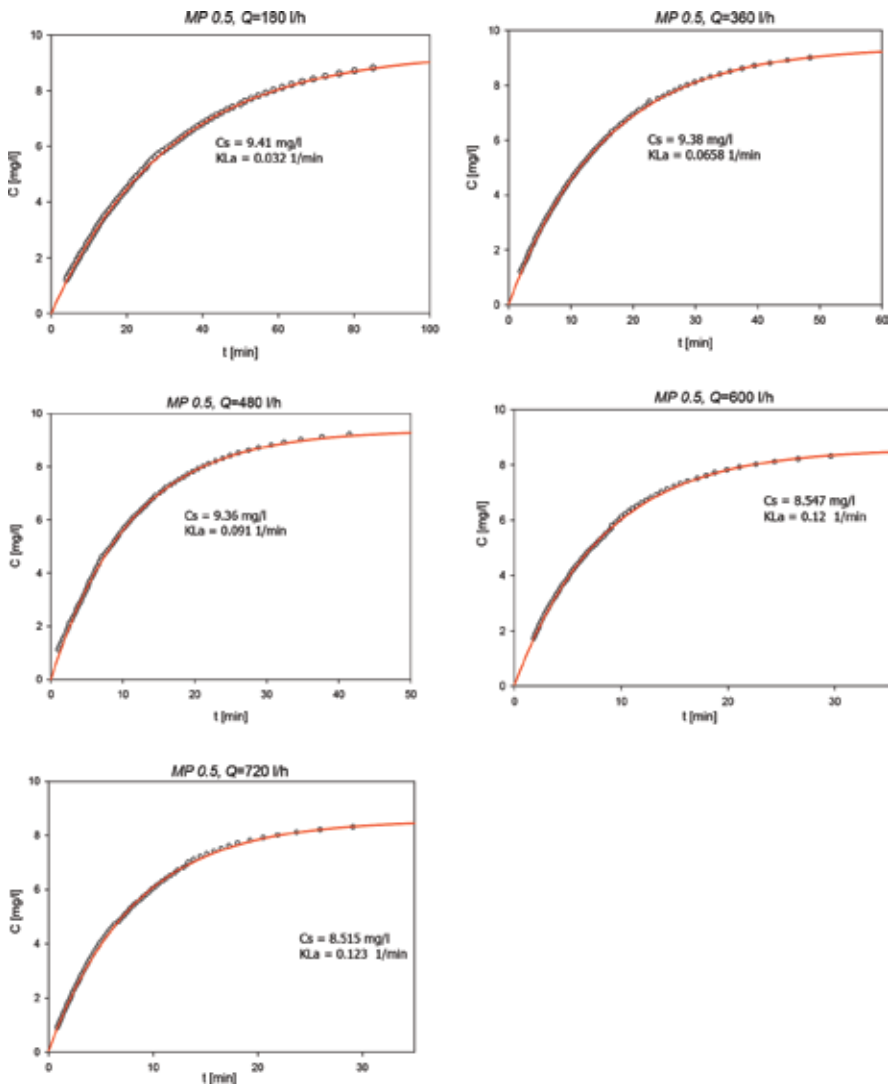 MP 0.5, Q=180 l/h
10
8
6
4
2
0
C [mg/l]
Cs = 9.41 mg/l
KLa = 0.032 1/min
0 20 40 60 80 100
t [min]
MP 0.5, Q=360 l/h
10
8
6
4
2
0
C [mg/l]
Cs = 9.38 mg/l
KLa = 0.0658 1/min
0 10 20 30 40 50 60
t [min]
MP 0.5, Q=480 l/h
10
8
6
4
2
0
C [mg/l]
Cs = 9.36 mg/l
KLa = 0.091 1/min
0 10 20 30 40 50
t [min]
MP 0.5, Q=600 l/h
10
8
6
4
2
0
C [mg/l]
Cs = 8.547 mg/l
KLa = 0.12 1/min
0 10 20 30
t [min]
MP 0.5, Q=720 l/h
10
8
6
4
2
0
C [mg/l]
Cs = 8.515 mg/l
KLa = 0.123 1/min
0 10 20 30
t [min]